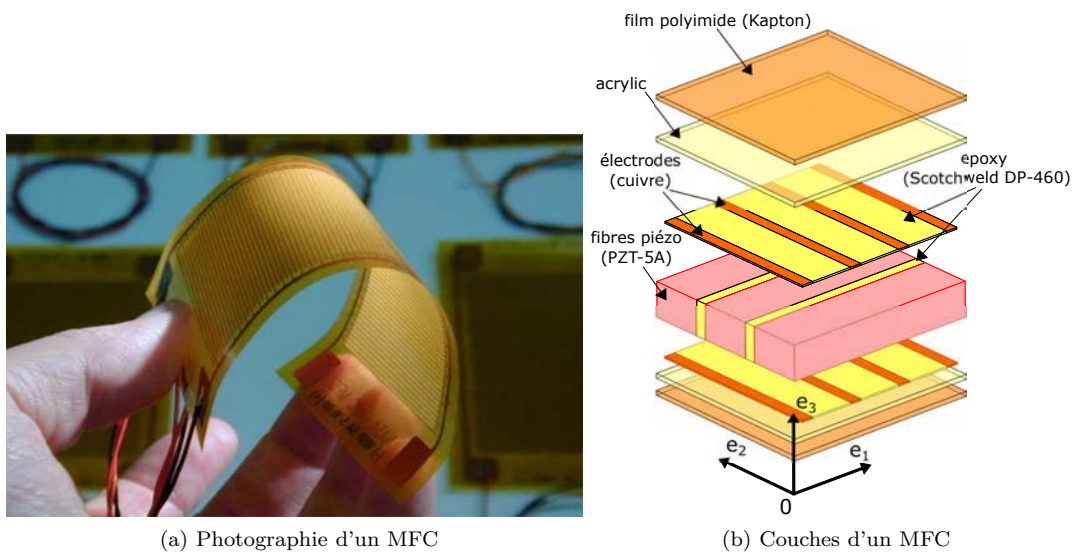 film polyimide (Kapton)
acrylic
électrodes
(cuivre)
epoxy
(Scotchweld DP-460)
fibres piézo
(PZT-5A)
e3
e2
e1
0
(a) Photographie d'un MFC
(b) Couches d'un MFC